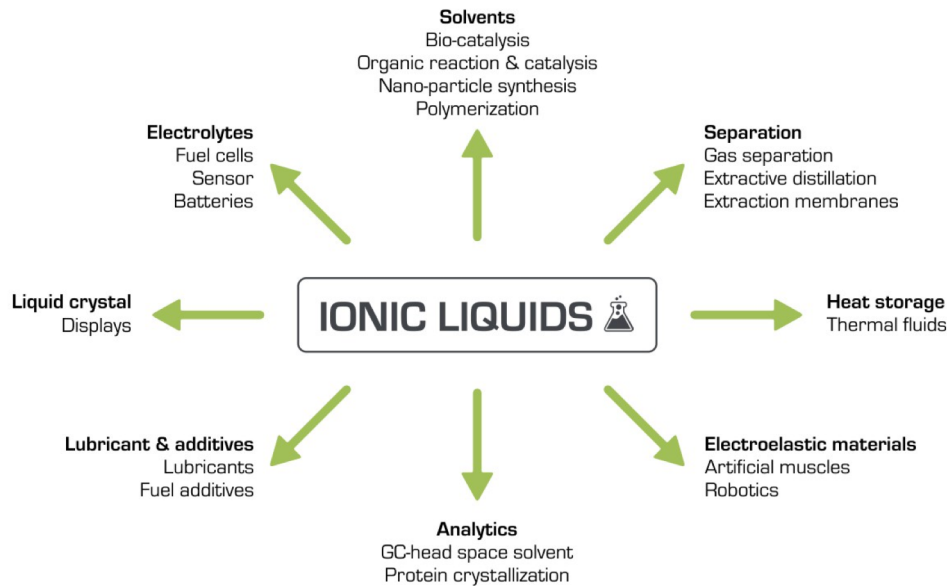 Solvents
Bio-catalysis
Organic reaction & catalysis
Nano-particle synthesis
Polymerization
Electrolytes
Fuel cells
Sensor
Batteries
Separation
Gas separation
Extractive distillation
Extraction membranes
Liquid crystal
Displays
IONIC LIQUIDS
Heat storage
Thermal fluids
Lubricant & additives
Lubricants
Fuel additives
Electroelastic materials
Artificial muscles
Robotics
Analytics
GC-head space solvent
Protein crystallization